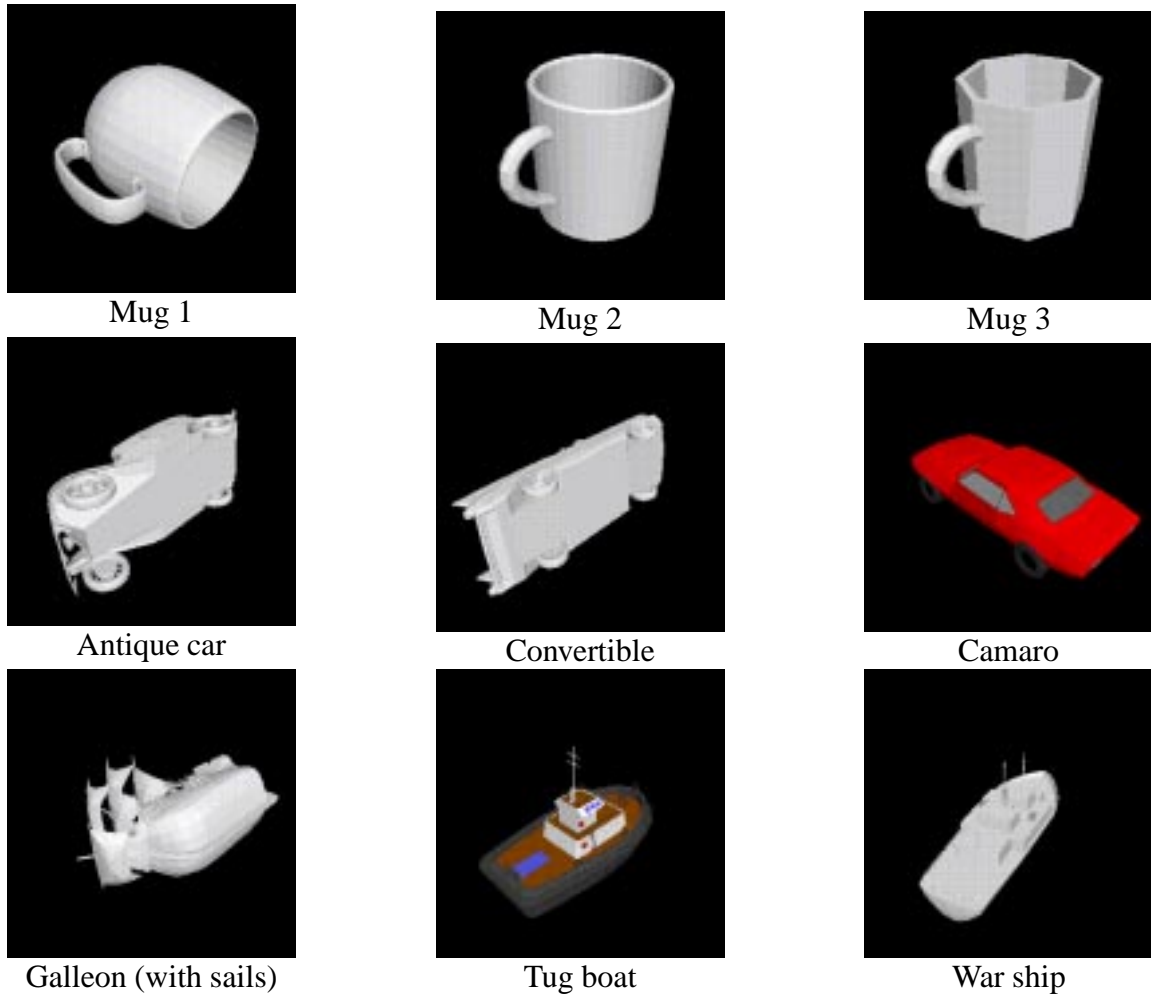 Mug 1
Mug 2
Mug 3
Antique car
Convertible
Camaro
Galleon (with sails)
Tug boat
War ship